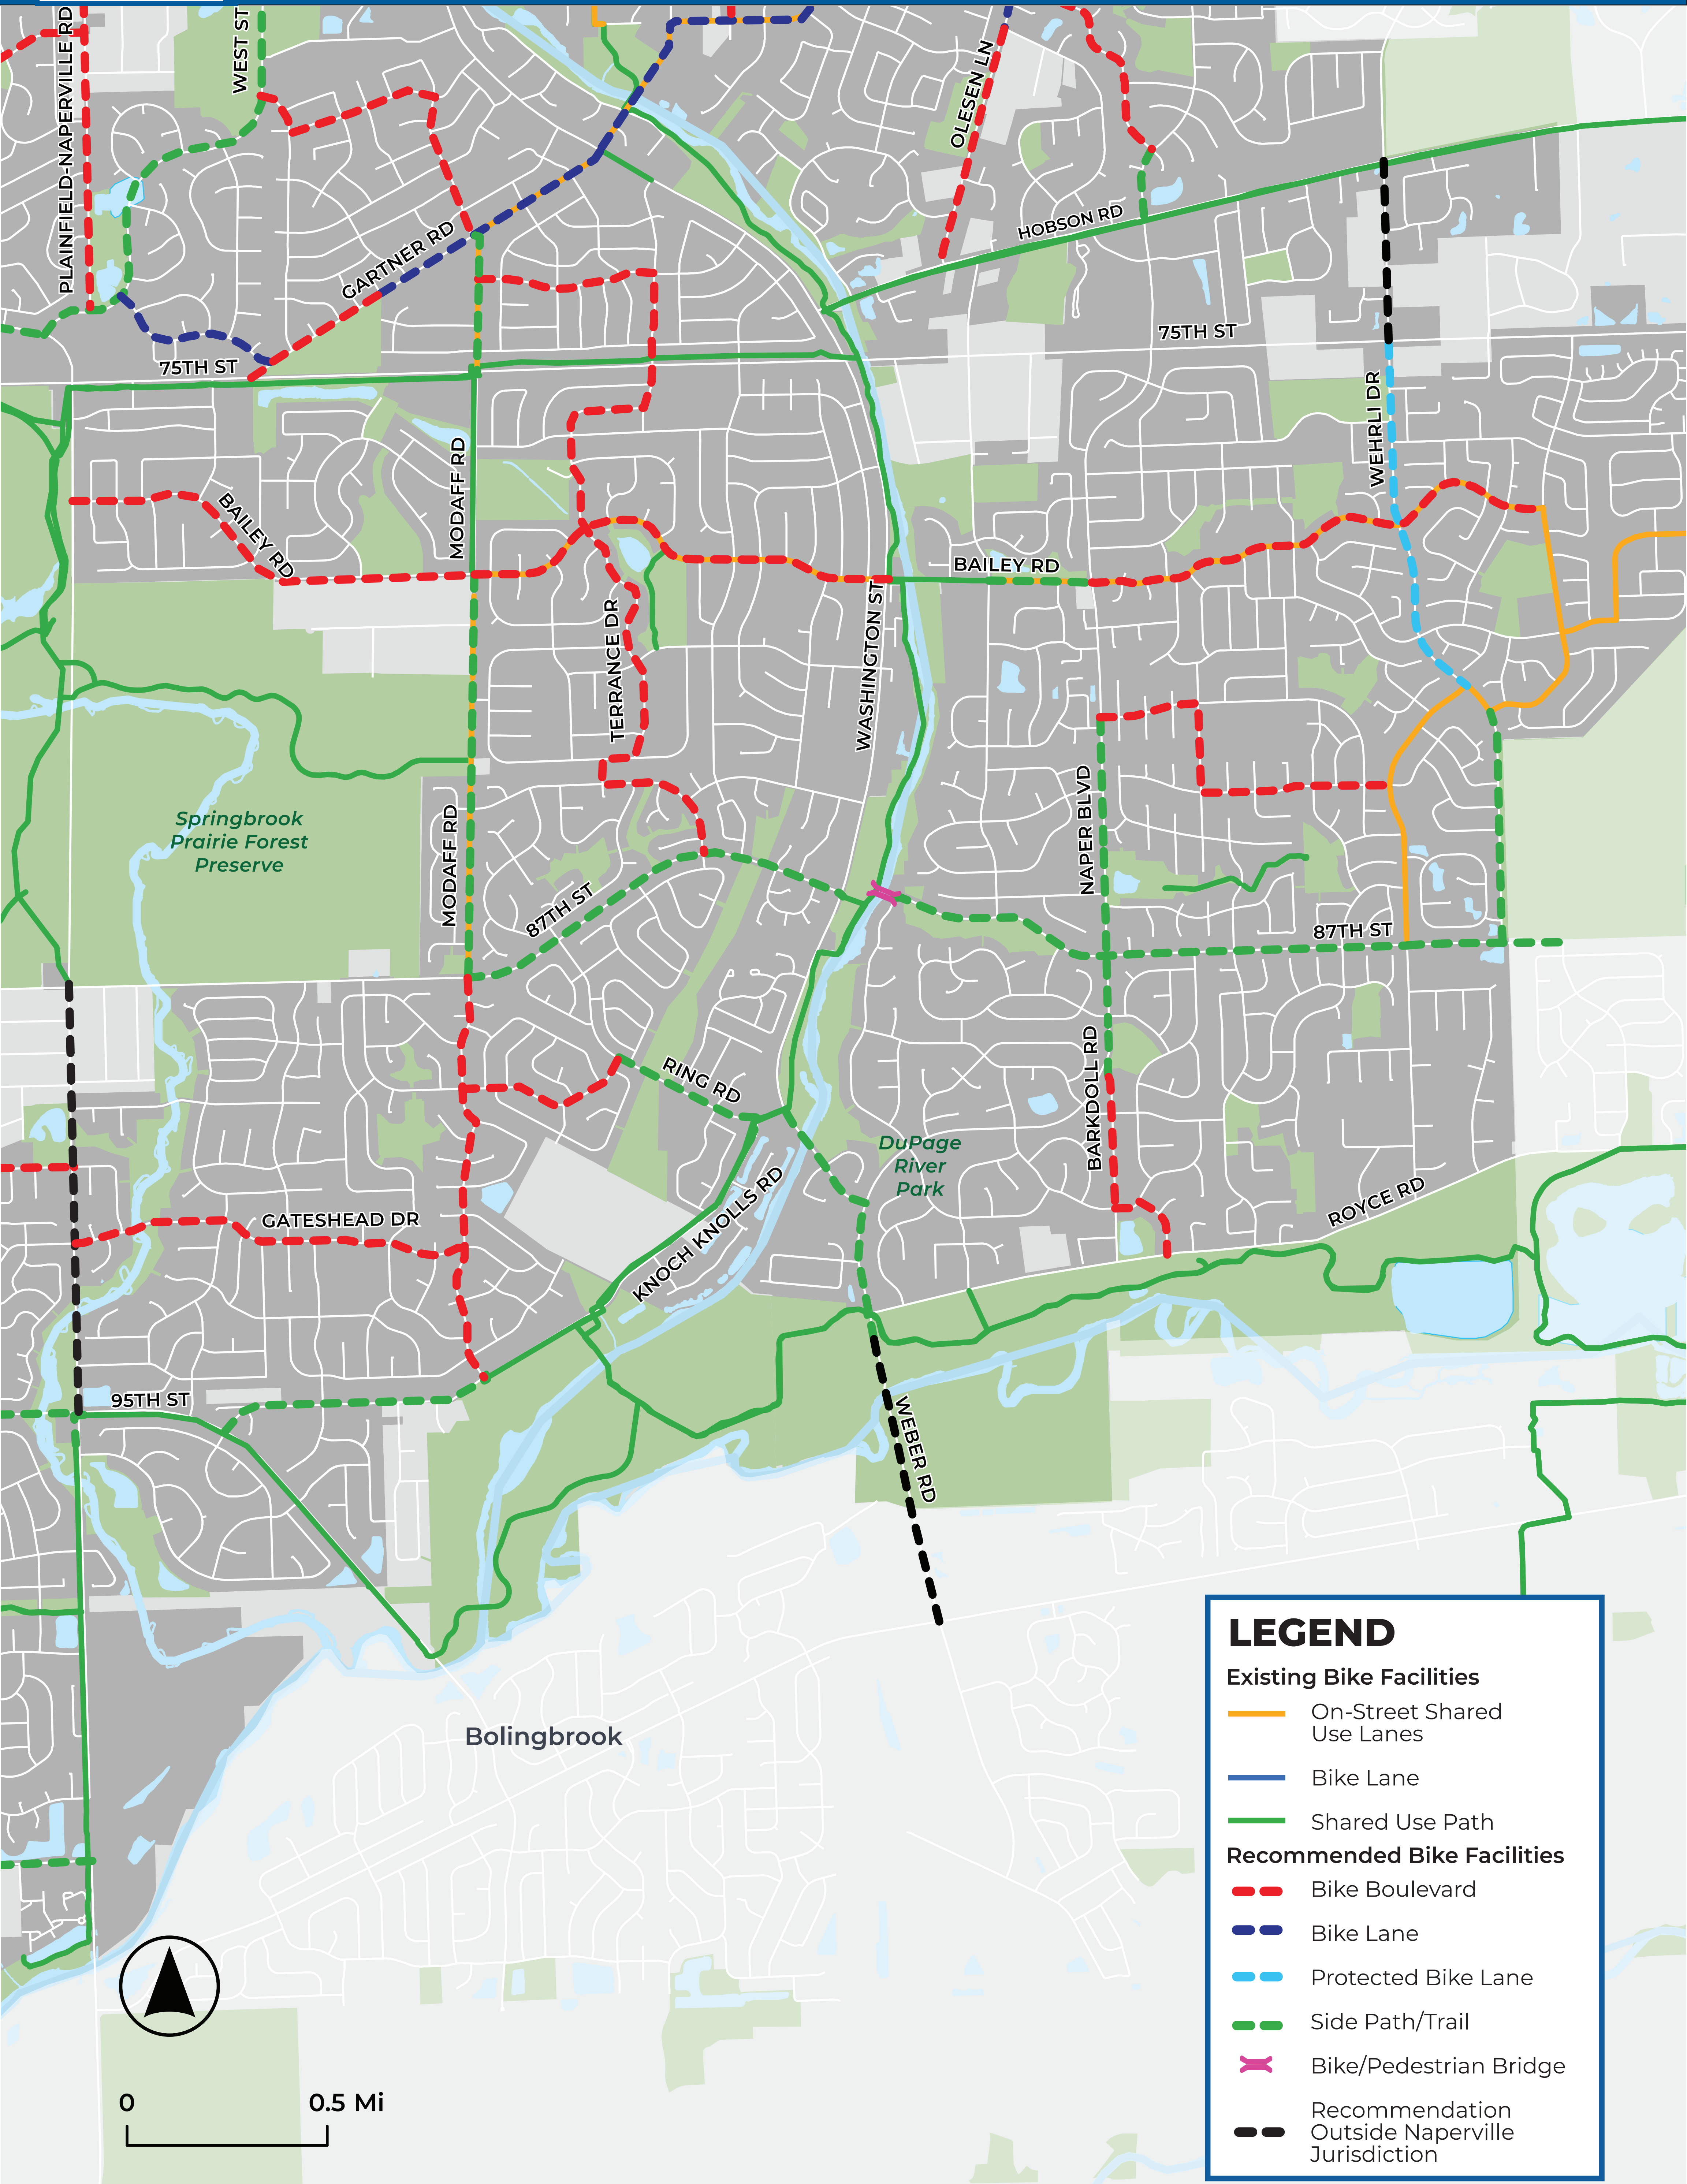 PLAINFIELD-NAPERVILLE RD
WEST ST
OLESEN LN
HOBSON RD
GARTNER RD
75TH ST
75TH ST
WEHRLI DR
MODAFF RD
BAILEY RD
BAILEY RD
TERRANCE DR
WASHINGTON ST
NAPER BLVD
Springbrook
Prairie Forest
Preserve
MODAFF RD
87TH ST
87TH ST
RING RD
BARKDOLL RD
DuPage
River
Park
KNOCH KNOLLS RD
ROYCE RD
GATESHEAD DR
95TH ST
WEBER RD
Bolingbrook
0
0.5 Mi
LEGEND
Existing Bike Facilities
On-Street Shared
Use Lanes
Bike Lane
Shared Use Path
Recommended Bike Facilities
Bike Boulevard
Bike Lane
Protected Bike Lane
Side Path/Trail
Bike/Pedestrian Bridge
Recommendation
Outside Naperville
Jurisdiction